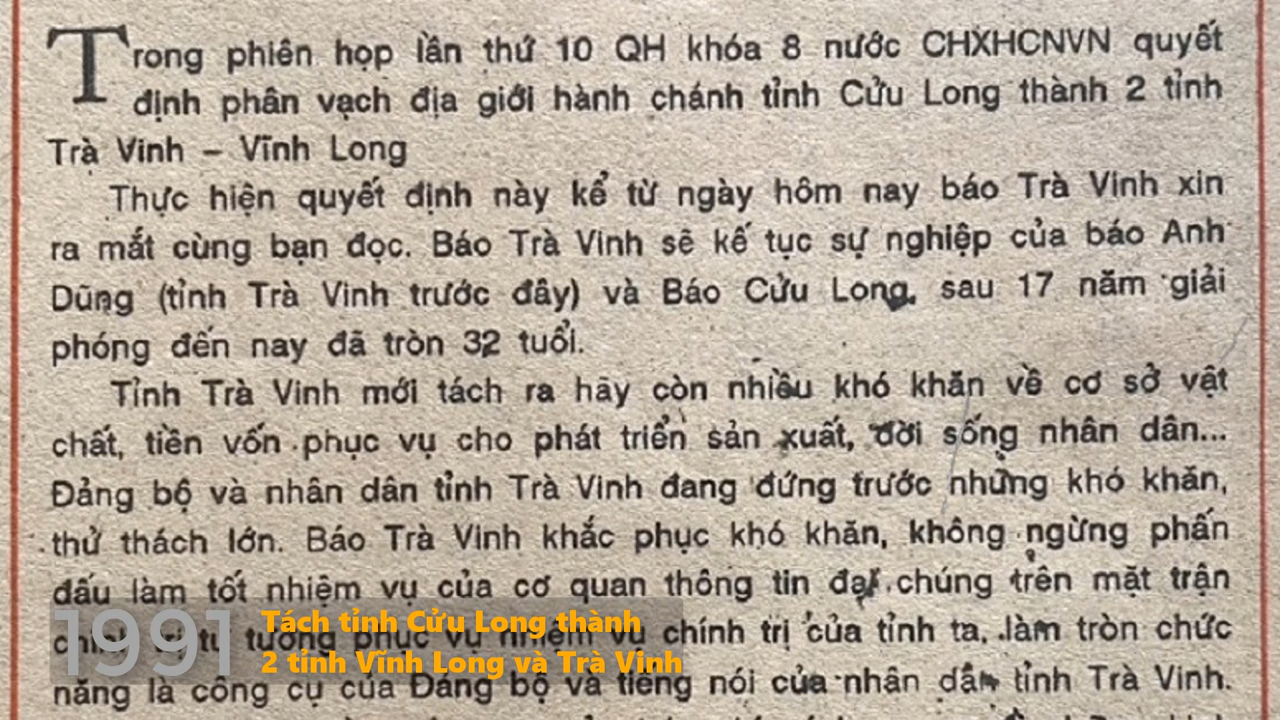 Trong phiên họp lần thứ 10 QH khóa 8 nước CHXHCNVN quyết
định phân vạch địa giới hành chánh tỉnh Cửu Long thành 2 tỉnh
Trà Vinh – Vĩnh Long
Thực hiện quyết định này kể từ ngày hôm nay báo Trà Vinh xin
ra mắt cùng bạn đọc. Báo Trà Vinh sẽ kế tục sự nghiệp của báo Anh
Dũng (tỉnh Trà Vinh trước đây) và Báo Cửu Long, sau 17 năm giải
phóng đến nay đã tròn 32 tuổi.
Tỉnh Trà Vinh mới tách ra hãy còn nhiều khó khăn về cơ sở vật
chất, tiền vốn phục vụ cho phát triển sản xuất, đời sống nhân dân...
Đảng bộ và nhân dân tỉnh Trà Vinh đang đứng trước những khó khăn,
thử thách lớn. Báo Trà Vinh khắc phục khó khăn, không ngừng phấn
đấu làm tốt nhiệm vụ của cơ quan thông tin đại chúng trên mặt trận
chính trị tư tưởng phục vụ nhiệm vụ chính trị của tỉnh ta, làm tròn chức
năng là công cụ của Đảng bộ và tiếng nói của nhân dân tỉnh Trà Vinh.
1991
Tách tỉnh Cửu Long thành
2 tỉnh Vĩnh Long và Trà Vinh